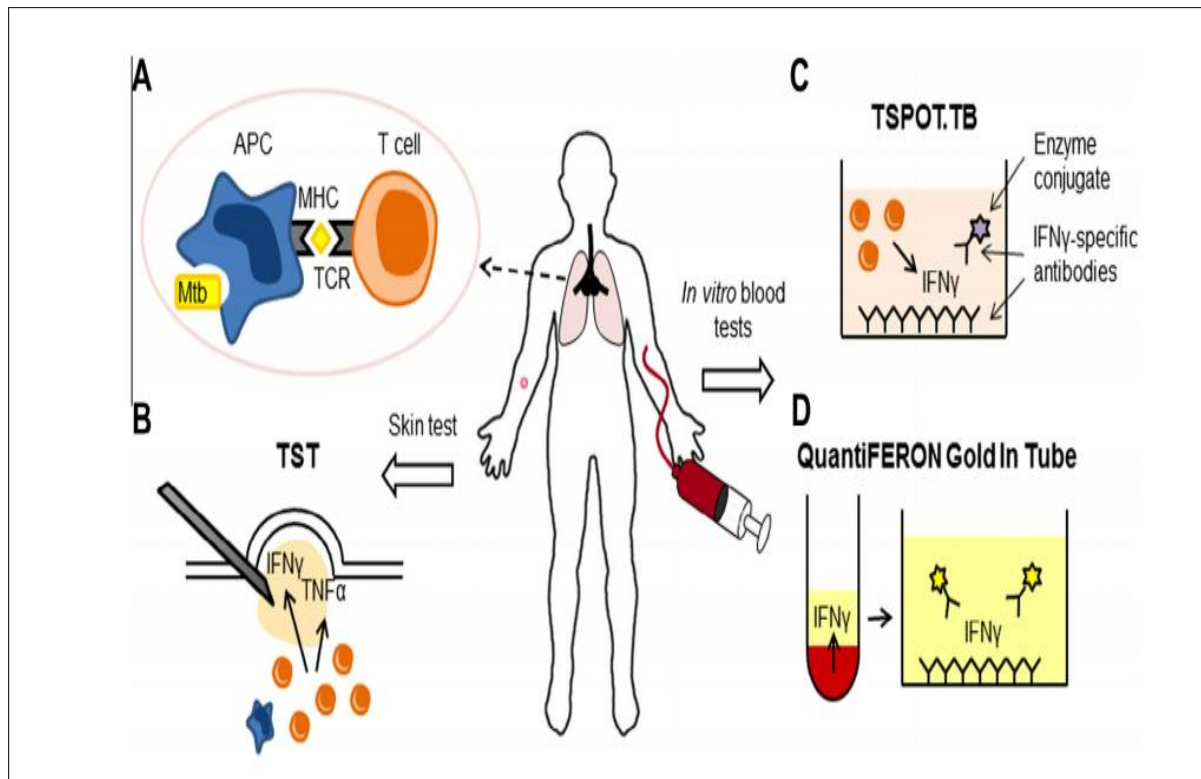 A
APC
T cell
MHC
TCR
Mtb
B
TST
Skin test
IFNγ
TNFα
In vitro blood
tests
C
TSPOT.TB
Enzyme
conjugate
IFNγ-specific
antibodies
IFNγ
D
QuantiFERON Gold In Tube
IFNγ
IFNγ